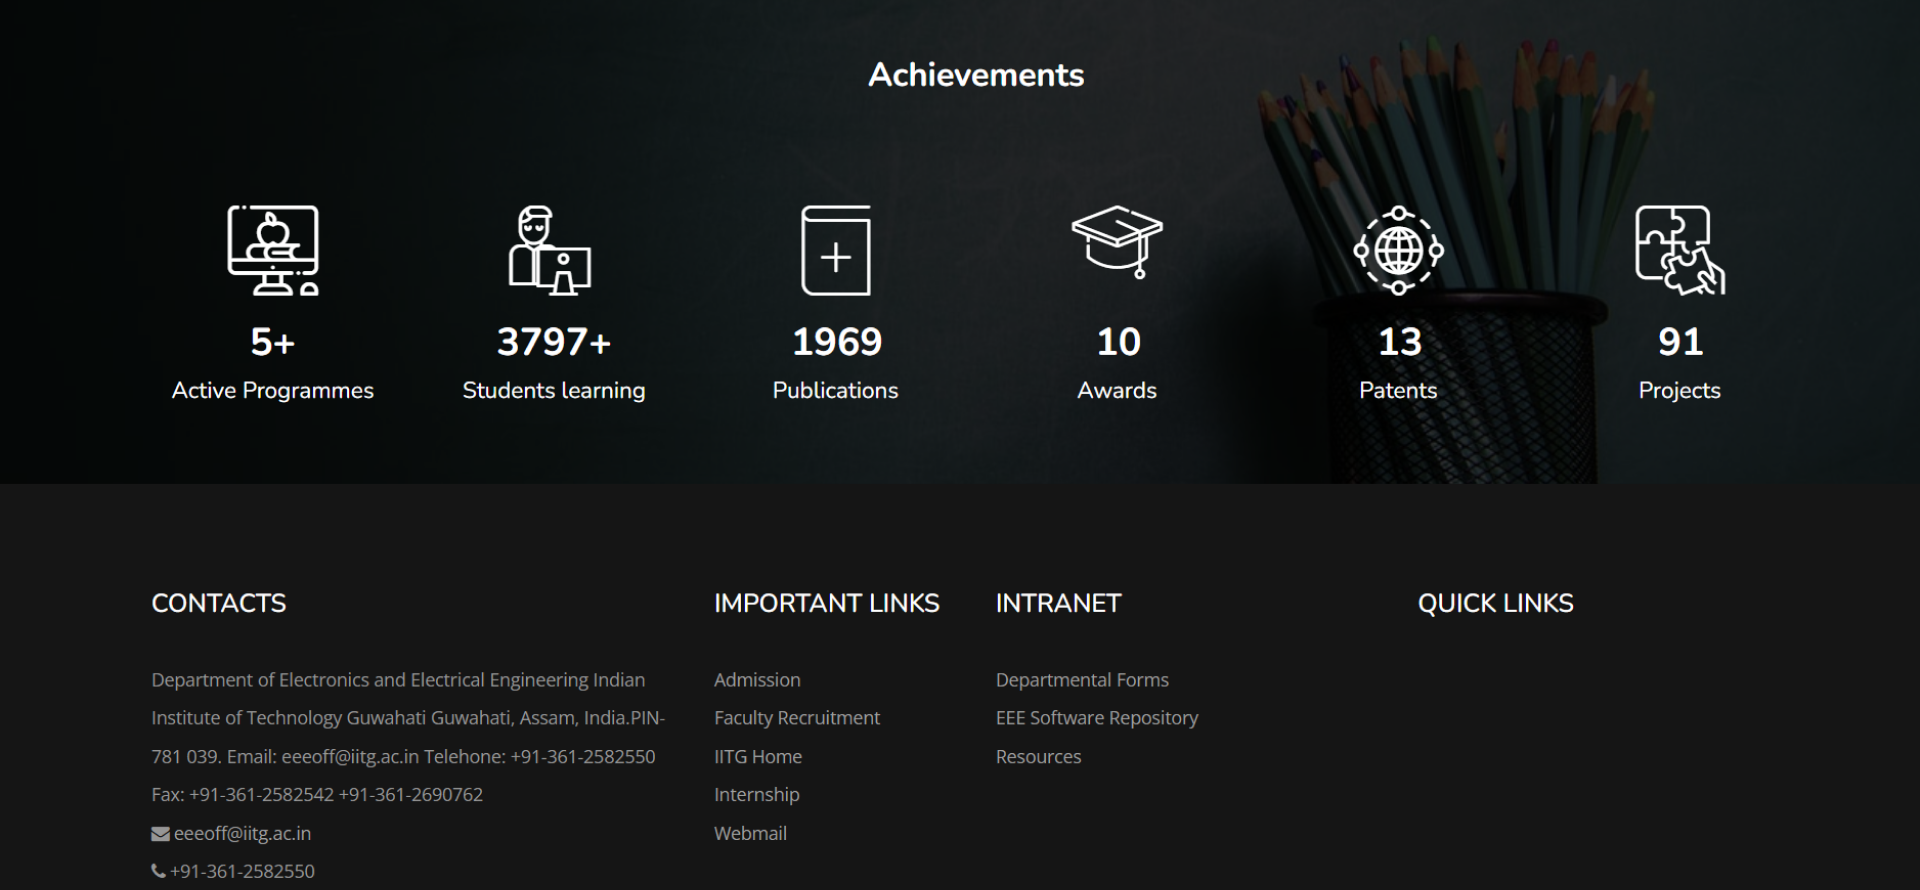 Achievements
5+
3797+
1969
10
13
91
Active Programmes
Students learning
Publications
Awards
Patents
Projects
CONTACTS
Department of Electronics and Electrical Engineering Indian
Institute of Technology Guwahati Guwahati, Assam, India.PIN-
781 039. Email: eeeoff@iitg.ac.in Telehone: +91-361-2582550
Fax: +91-361-2582542 +91-361-2690762
eeeoff@iitg.ac.in
+91-361-2582550
IMPORTANT LINKS
Admission
Faculty Recruitment
IITG Home
Internship
Webmail
INTRANET
Departmental Forms
EEE Software Repository
Resources
QUICK LINKS